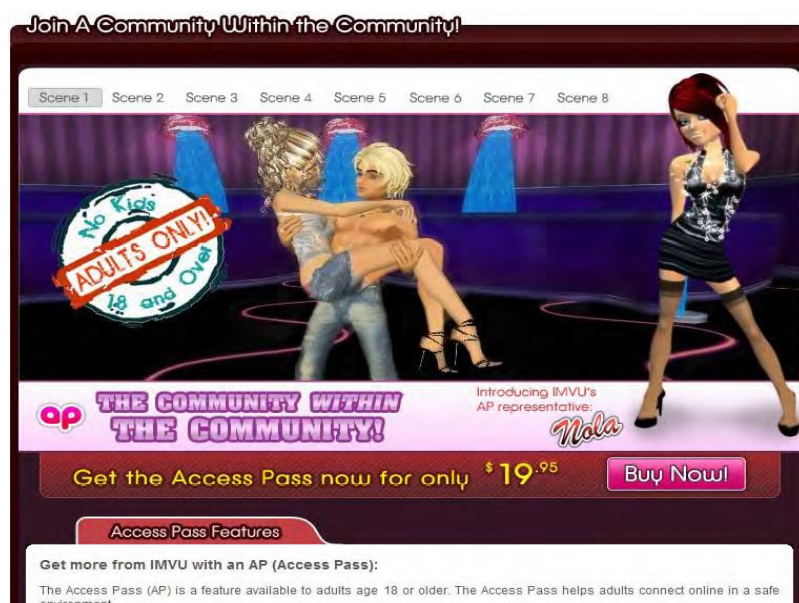 Join A Community Within the Community!
Scene 1 Scene 2 Scene 3 Scene 4 Scene 5 Scene 6 Scene 7 Scene 8
No Kids
ADULTS ONLY!
18 and Over
ap THE COMMUNITY WITHIN
THE COMMUNITY!
Introducing IMVU's
AP representative:
Nola
Get the Access Pass now for only $19.95
Buy Now!
Access Pass Features
Get more from IMVU with an AP (Access Pass):
The Access Pass (AP) is a feature available to adults age 18 or older. The Access Pass helps adults connect online in a safe